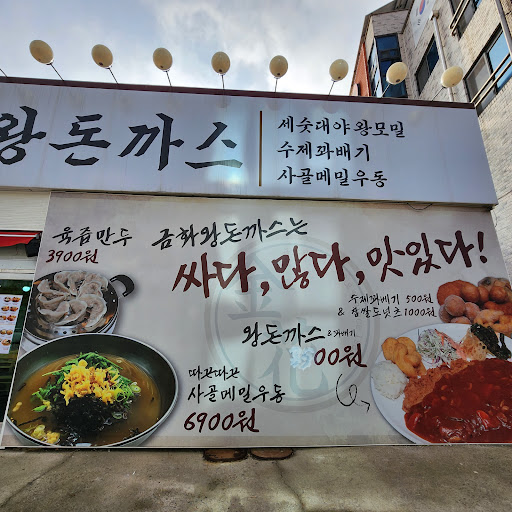 왕돈까스
세숫대야 왕모밀
수제꽈배기
사골메밀우동
육즙만두
3900원
금화왕돈까스는
싸다, 많다, 맛있다!
수제꽈배기 500원
& 찹쌀도넛츠 1000원
왕돈까스 & 꽈배기
00원
따끈따끈
사골메밀우동
6900원